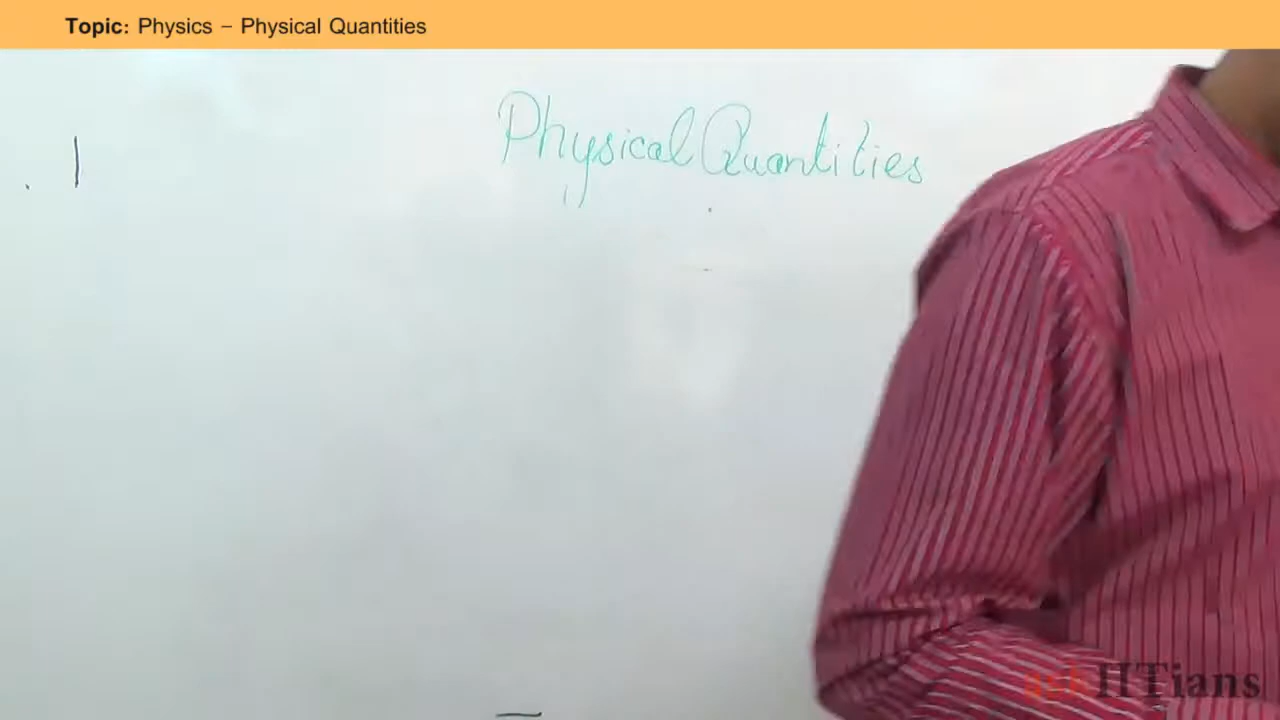 Topic: Physics – Physical Quantities
Physical Quantities
askIITians